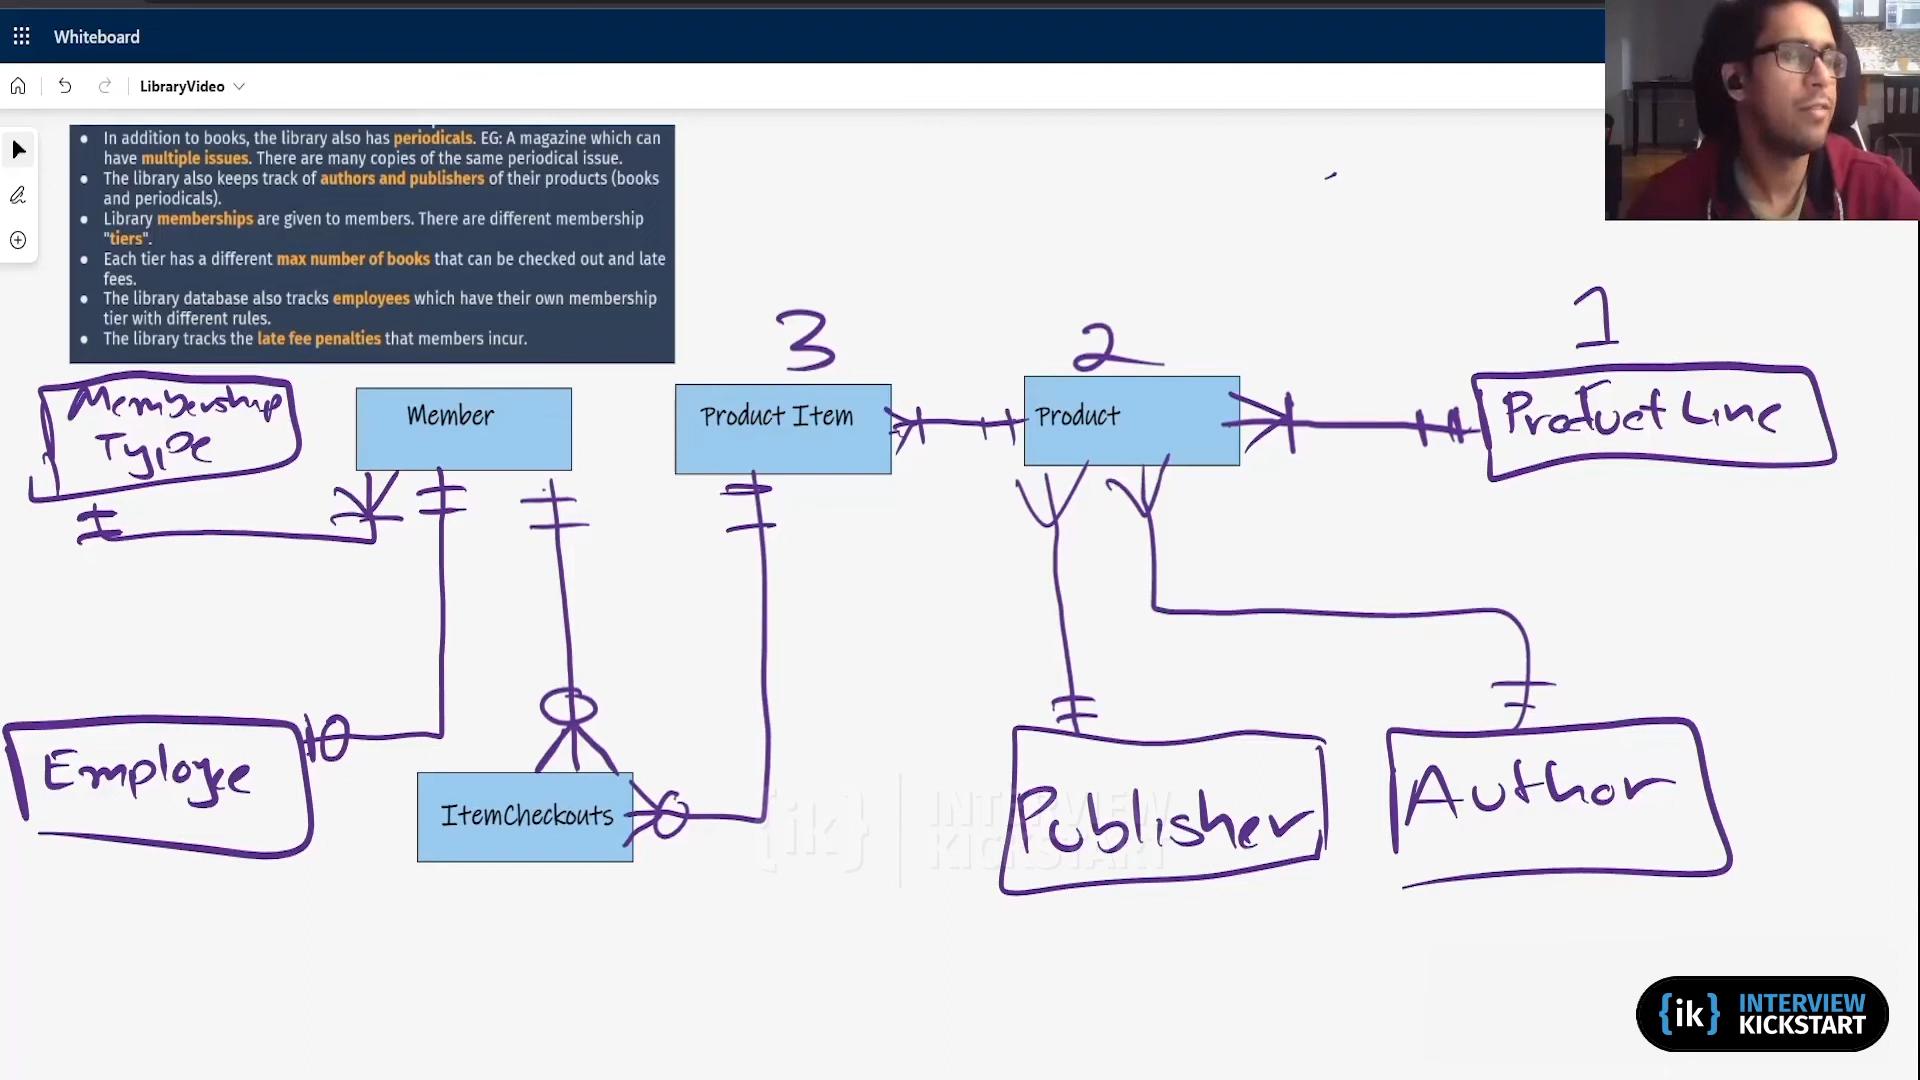 Whiteboard
LibraryVideo
In addition to books, the library also has periodicals. EG: A magazine which can
have multiple issues. There are many copies of the same periodical issue.
The library also keeps track of authors and publishers of their products (books
and periodicals).
Library memberships are given to members. There are different membership
"tiers".
Each tier has a different max number of books that can be checked out and late
fees.
The library database also tracks employees which have their own membership
tier with different rules.
The library tracks the late fee penalties that members incur.
3
2
1
Membership
Type
Member
Product Item
Product
Product Line
Employee
ItemCheckouts
Publisher
Author
{ik} INTERVIEW
KICKSTART
{ik} INTERVIEW
KICKSTART